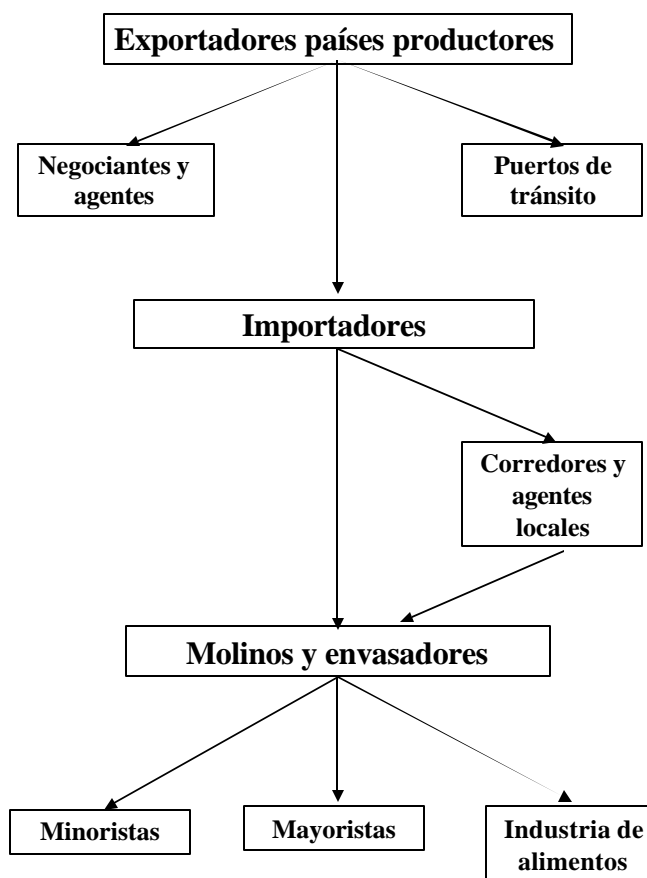 Exportadores países productores
Negociantes y
agentes
Puertos de
tránsito
Importadores
Corredores y
agentes
locales
Molinos y envasadores
Minoristas
Mayoristas
Industria de
alimentos